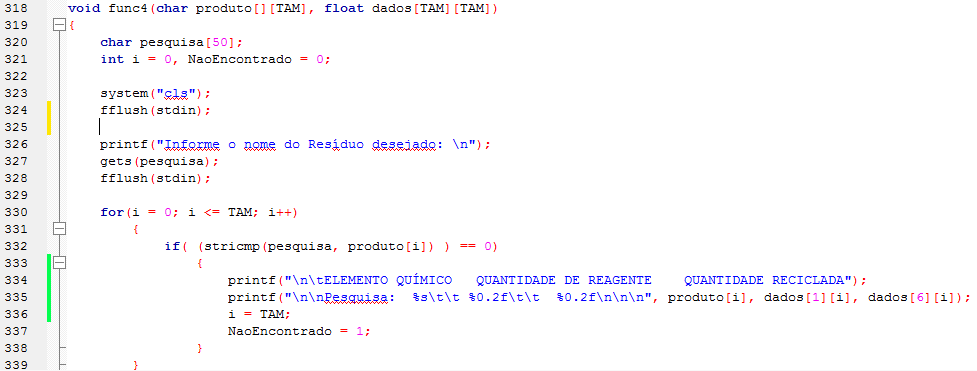 318 void func4(char produto[][TAM], float dados[TAM][TAM])
319 {
320 char pesquisa[50];
321 int i = 0, NaoEncontrado = 0;
322
323 system("cls");
324 fflush(stdin);
325
326 printf("Informe o nome do Resíduo desejado: \n");
327 gets(pesquisa);
328 fflush(stdin);
329
330 for(i = 0; i <= TAM; i++)
331 {
332 if( (stricmp(pesquisa, produto[i]) ) == 0)
333 {
334 printf("\n\tELEMENTO QUÍMICO   QUANTIDADE DE REAGENTE    QUANTIDADE RECICLADA");
335 printf("\n\nPesquisa:  %s\t\t %0.2f\t\t  %0.2f\n\n\n", produto[i], dados[1][i], dados[6][i]);
336 i = TAM;
337 NaoEncontrado = 1;
338 }
339 }